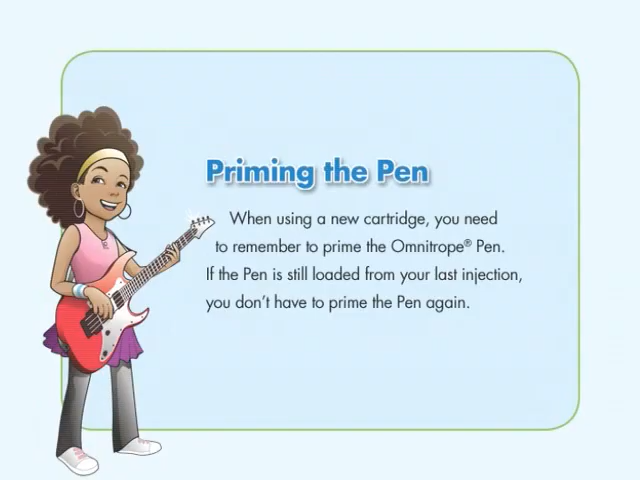 Priming the Pen
When using a new cartridge, you need
to remember to prime the Omnitrope® Pen.
If the Pen is still loaded from your last injection,
you don't have to prime the Pen again.